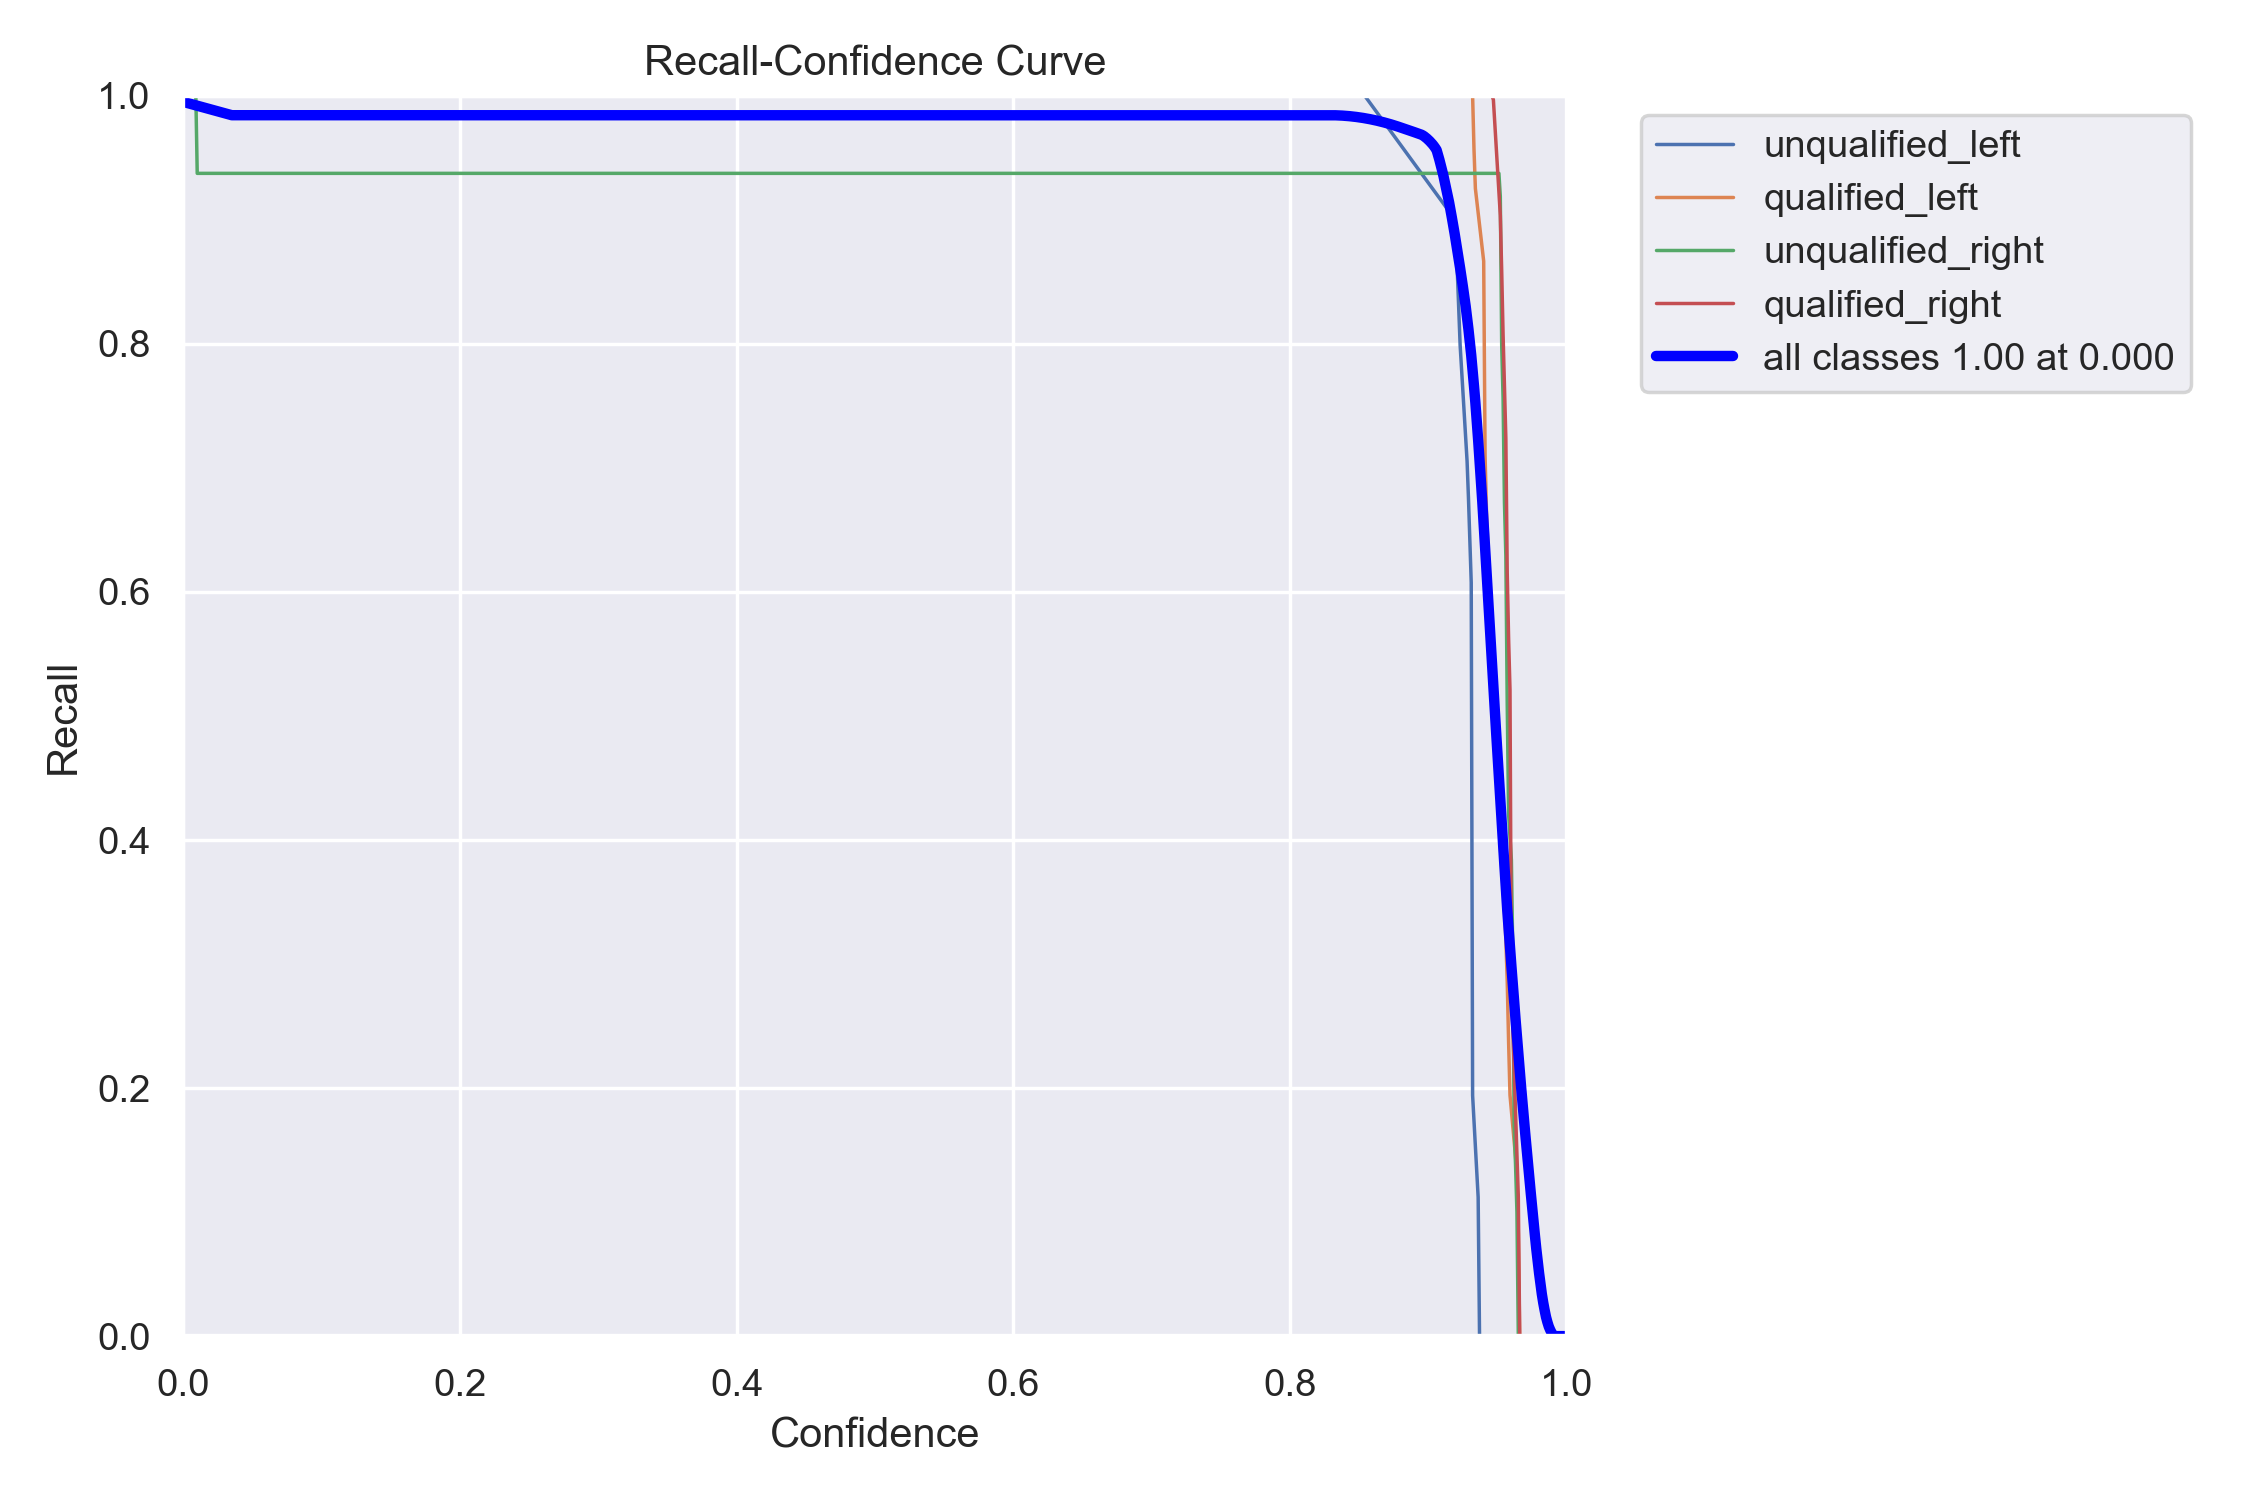 Recall-Confidence Curve
1.0
0.8
0.6
0.4
0.2
0.0
Recall
0.0 0.2 0.4 0.6 0.8 1.0
Confidence
unqualified_left
qualified_left
unqualified_right
qualified_right
all classes 1.00 at 0.000